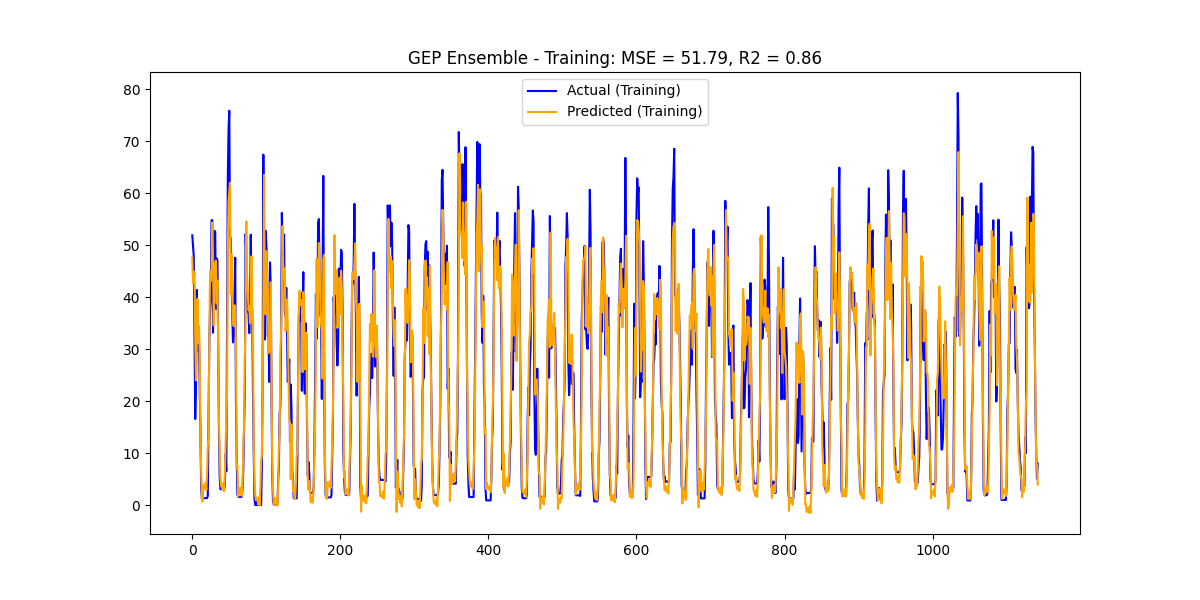 GEP Ensemble - Training: MSE = 51.79, R2 = 0.86
Actual (Training)
Predicted (Training)
80
70
60
50
40
30
20
10
0
0 200 400 600 800 1000